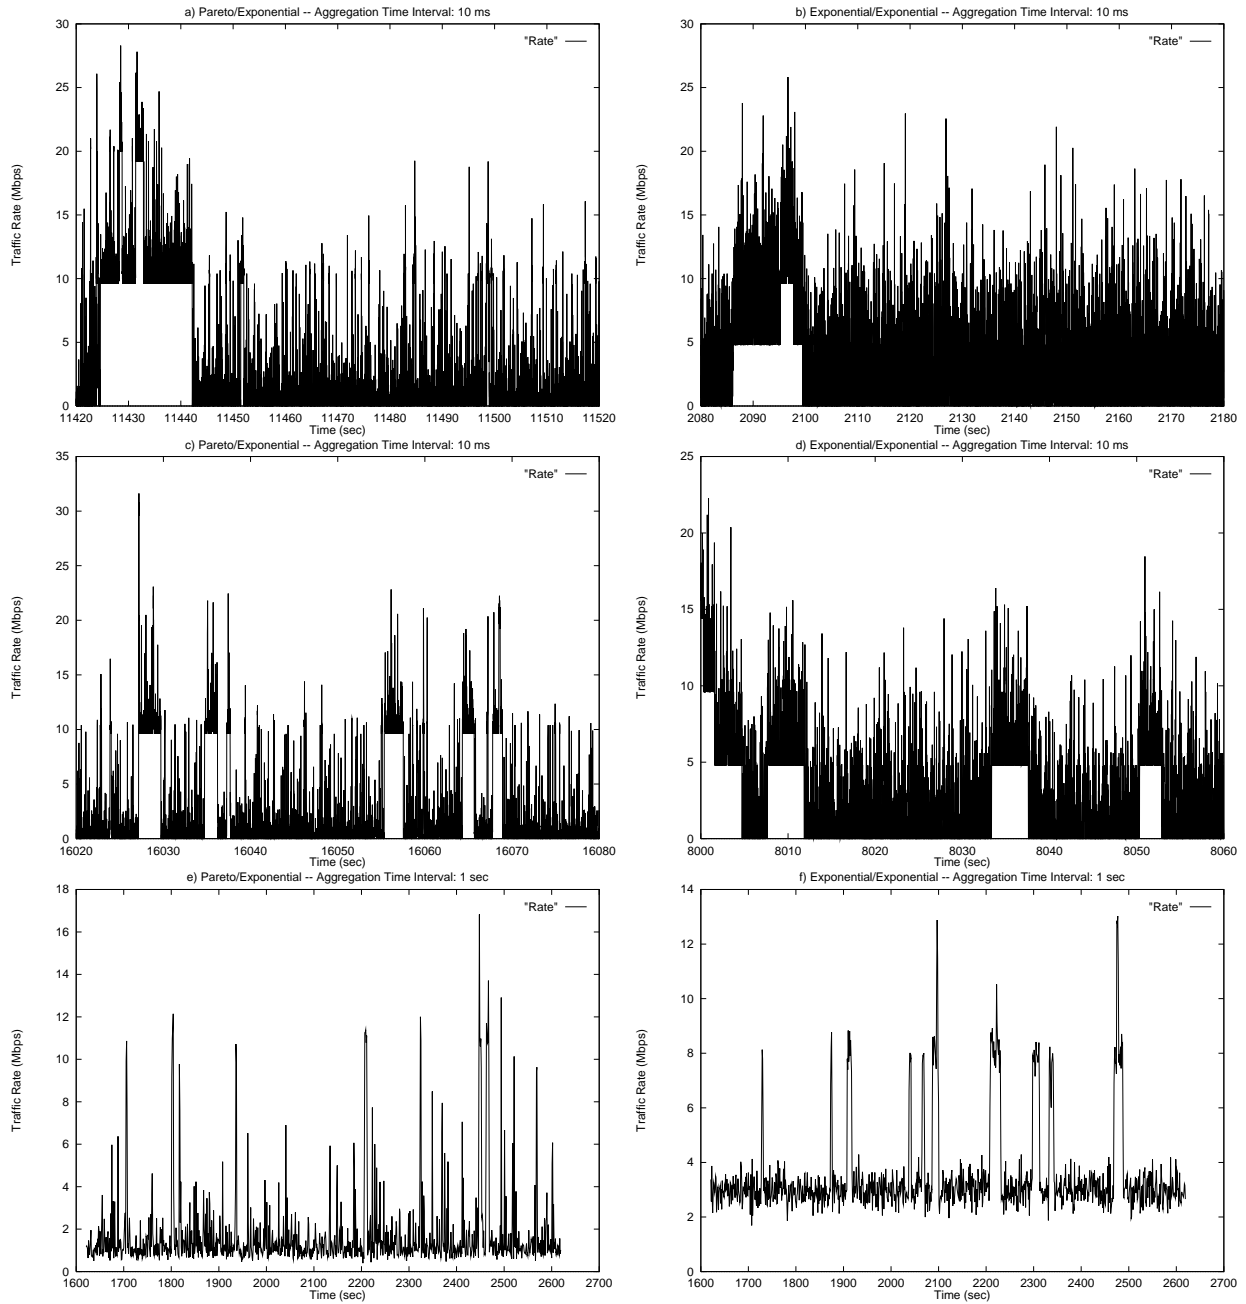 a) Pareto/Exponential -- Aggregation Time Interval: 10 ms
"Rate"
Traffic Rate (Mbps)
30
25
20
15
10
5
0
11420 11430 11440 11450 11460 11470 11480 11490 11500 11510 11520
Time (sec)
b) Exponential/Exponential -- Aggregation Time Interval: 10 ms
"Rate"
Traffic Rate (Mbps)
30
25
20
15
10
5
0
2080 2090 2100 2110 2120 2130 2140 2150 2160 2170 2180
Time (sec)
c) Pareto/Exponential -- Aggregation Time Interval: 10 ms
"Rate"
Traffic Rate (Mbps)
35
30
25
20
15
10
5
0
16020 16030 16040 16050 16060 16070 16080
Time (sec)
d) Exponential/Exponential -- Aggregation Time Interval: 10 ms
"Rate"
Traffic Rate (Mbps)
25
20
15
10
5
0
8000 8010 8020 8030 8040 8050 8060
Time (sec)
e) Pareto/Exponential -- Aggregation Time Interval: 1 sec
"Rate"
Traffic Rate (Mbps)
18
16
14
12
10
8
6
4
2
0
1600 1700 1800 1900 2000 2100 2200 2300 2400 2500 2600 2700
Time (sec)
f) Exponential/Exponential -- Aggregation Time Interval: 1 sec
"Rate"
Traffic Rate (Mbps)
14
12
10
8
6
4
2
0
1600 1700 1800 1900 2000 2100 2200 2300 2400 2500 2600 2700
Time (sec)